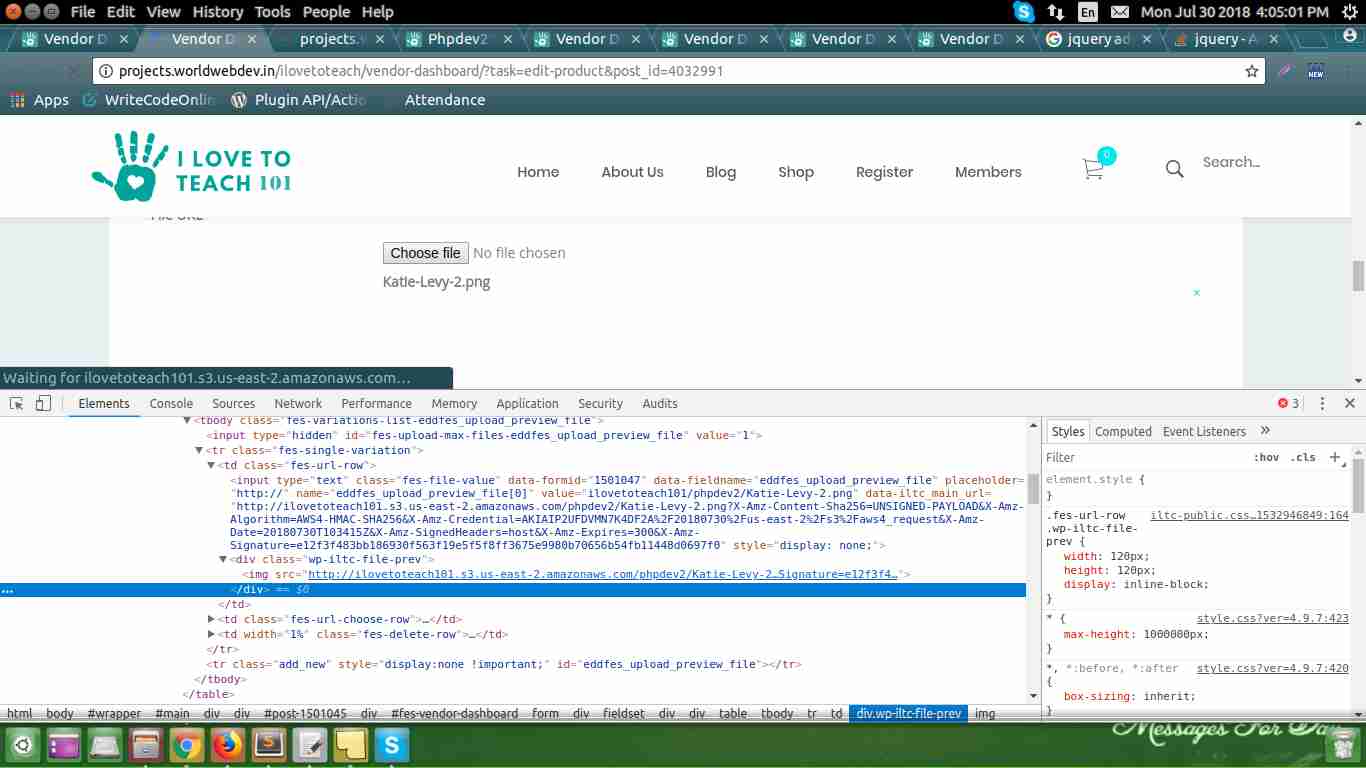 File Edit View History Tools People Help
En Mon Jul 30 2018 4:05:01 PM
Vendor D Vendor D projects. Phpdev2 Vendor D Vendor D Vendor D Vendor D jquery ad jquery - A
projects.worldwebdev.in/ilovetoteach/vendor-dashboard/?task=edit-product&post_id=4032991
NEW
Apps WriteCodeOnlin Plugin API/Actio Attendance
I LOVE TO
TEACH 101
Home About Us Blog Shop Register Members 0 Search...
File URL
Choose file No file chosen
Katie-Levy-2.png
×
Waiting for ilovetoteach101.s3.us-east-2.amazonaws.com...
Elements Console Sources Network Performance Memory Application Security Audits 3
<tbody class="fes-variations-list-eddfes_upload_preview_file">
<input type="hidden" id="fes-upload-max-files-eddfes_upload_preview_file" value="1">
<tr class="fes-single-variation">
<td class="fes-url-row">
<input type="text" class="fes-file-value" data-formid="1501047" data-fieldname="eddfes_upload_preview_file" placeholder=
"http://" name="eddfes_upload_preview_file[0]" value="ilovetoteach101/phpdev2/Katie-Levy-2.png" data-iltc_main_url=
"http://ilovetoteach101.s3.us-east-2.amazonaws.com/phpdev2/Katie-Levy-2.png?X-Amz-Content-Sha256=UNSIGNED-PAYLOAD&X-Amz-
Algorithm=AWS4-HMAC-SHA256&X-Amz-Credential=AKIAIP2UFDVMN7K4DF2A%2F20180730%2Fus-east-2%2Fs3%2Faws4_request&X-Amz-
Date=20180730T103415Z&X-Amz-SignedHeaders=host&X-Amz-Expires=300&X-Amz-
Signature=e12f3f483bb186930f563f19e5f5f8ff3675e9980b70656b54fb11448d0697f0" style="display: none;">
<div class="wp-iltc-file-prev">
<img src="http://ilovetoteach101.s3.us-east-2.amazonaws.com/phpdev2/Katie-Levy-2…Signature=e12f3f4…">
… </div> == $0
</td>
<td class="fes-url-choose-row">…</td>
<td width="1%" class="fes-delete-row">…</td>
</tr>
<tr class="add_new" style="display:none !important;" id="eddfes_upload_preview_file"></tr>
</tbody>
</table>
html body #wrapper #main div div #post-1501045 div #fes-vendor-dashboard form div fieldset div div table tbody tr td div.wp-iltc-file-prev img
Styles Computed Event Listeners »
Filter :hov .cls +
element.style {
}
.fes-url-row iltc-public.css…1532946849:164
.wp-iltc-file-
prev {
width: 120px;
height: 120px;
display: inline-block;
}
* { style.css?ver=4.9.7:423
max-height: 1000000px;
}
*, *:before, *:after style.css?ver=4.9.7:420
{
box-sizing: inherit;
}
Messages For Day